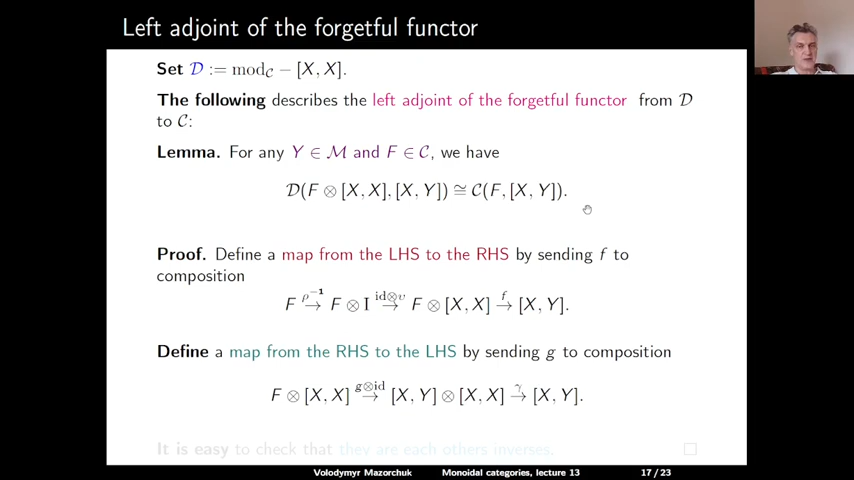 Left adjoint of the forgetful functor
Set 𝒟 := mod_𝒞 − [X, X].
The following describes the left adjoint of the forgetful functor from 𝒟
to 𝒞:
Lemma. For any Y ∈ ℳ and F ∈ 𝒞, we have
𝒟(F ⊗ [X, X], [X, Y]) ≅ 𝒞(F, [X, Y]).
Proof. Define a map from the LHS to the RHS by sending f to
composition
F →^{ρ^{−1}} F ⊗ I →^{id⊗υ} F ⊗ [X, X] →^{f} [X, Y].
Define a map from the RHS to the LHS by sending g to composition
F ⊗ [X, X] →^{g⊗id} [X, Y] ⊗ [X, X] →^{γ} [X, Y].
It is easy to check that they are each others inverses. □
Volodymyr Mazorchuk Monoidal categories, lecture 13 17 / 23